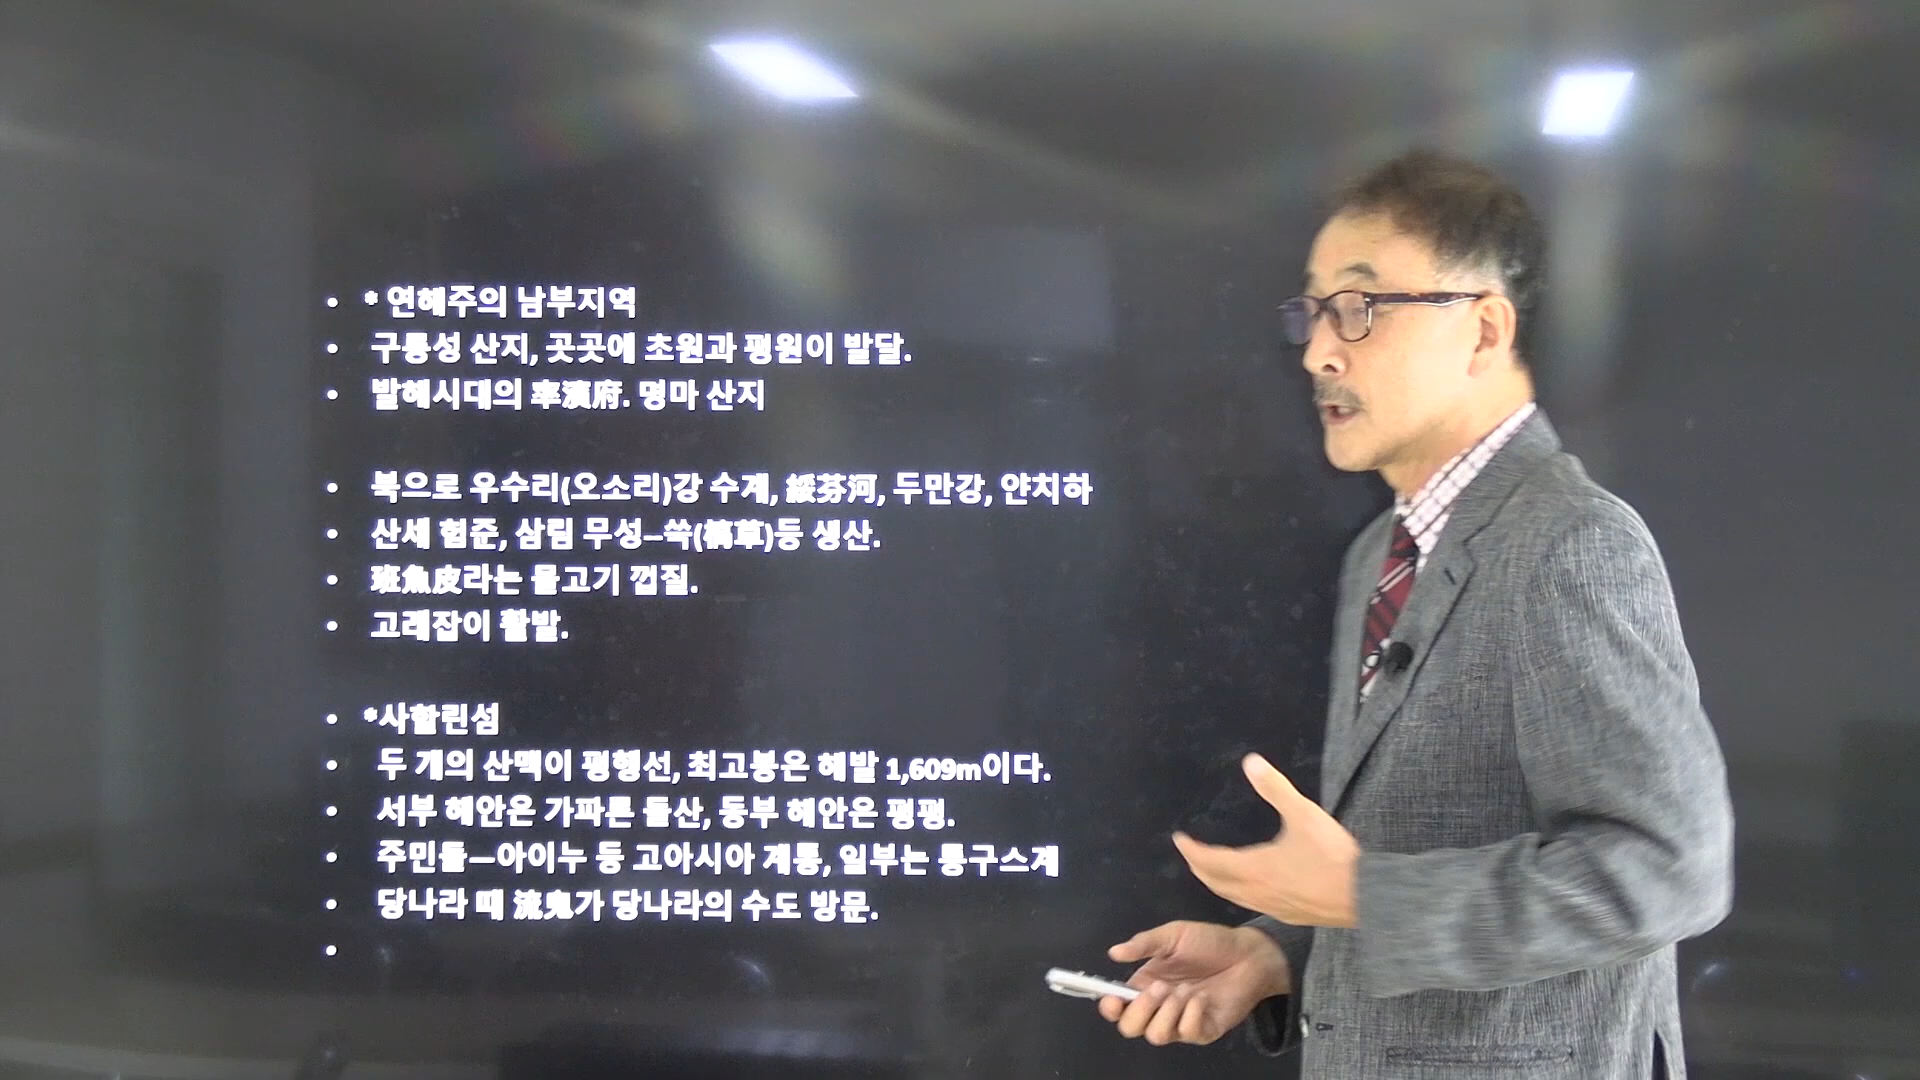 • * 연해주의 남부지역
• 구릉성 산지, 곳곳에 초원과 평원이 발달.
• 발해시대의 率濱府. 명마 산지
• 북으로 우수리(오소리)강 수계, 綏芬河, 두만강, 얀치하
• 산세 험준, 삼림 무성–쑥(蒿草)등 생산.
• 班魚皮라는 물고기 껍질.
• 고래잡이 활발.
• *사할린섬
• 두 개의 산맥이 평행선, 최고봉은 해발 1,609m이다.
• 서부 해안은 가파른 돌산, 동부 해안은 평평.
• 주민들—아이누 등 고아시아 계통, 일부는 퉁구스계
• 당나라 때 流鬼가 당나라의 수도 방문.
•